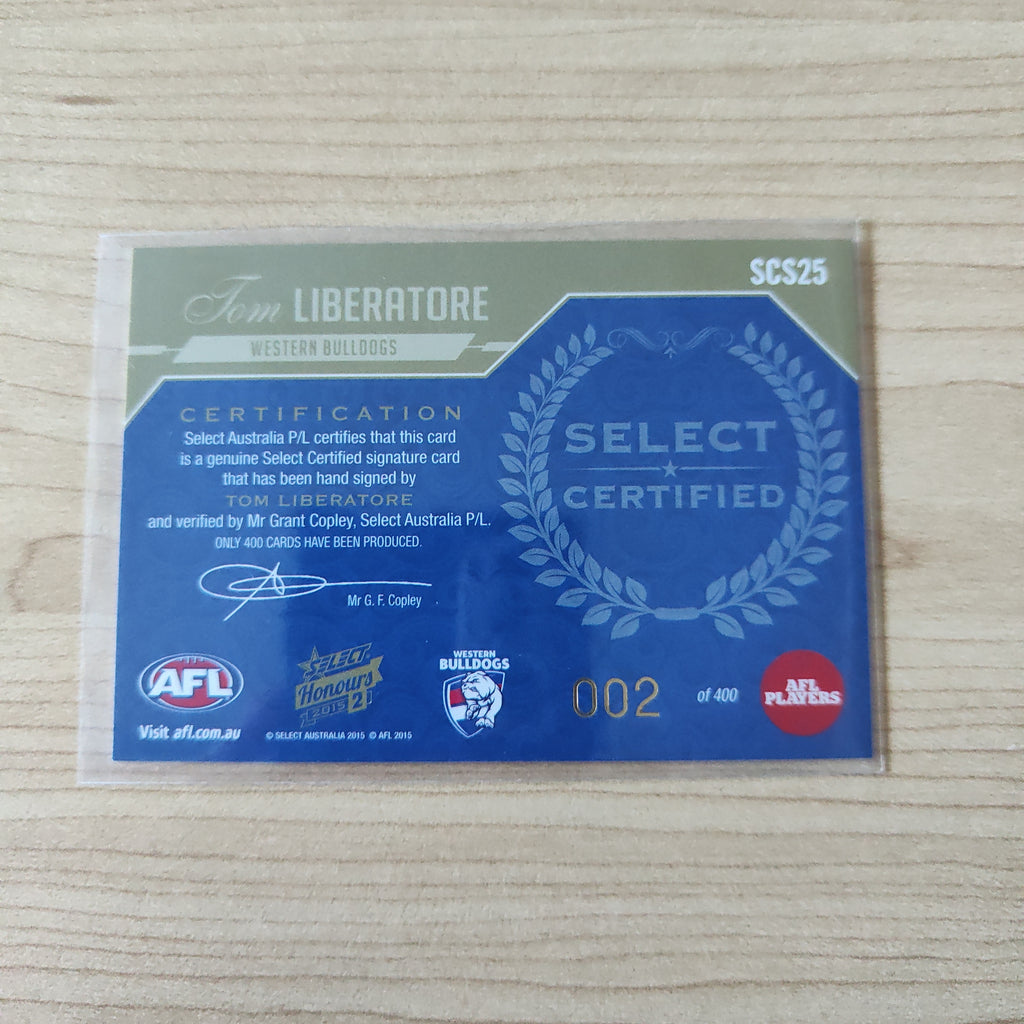 SCS25
Tom LIBERATORE
WESTERN BULLDOGS
CERTIFICATION
Select Australia P/L certifies that this card
is a genuine Select Certified signature card
that has been hand signed by
TOM LIBERATORE
and verified by Mr Grant Copley, Select Australia P/L.
ONLY 400 CARDS HAVE BEEN PRODUCED.
Mr G. F. Copley
SELECT
CERTIFIED
AFL
Visit afl.com.au
SELECT
Honours
2015 2
© SELECT AUSTRALIA 2015 © AFL 2015
WESTERN
BULLDOGS
002 of 400
AFL
PLAYERS